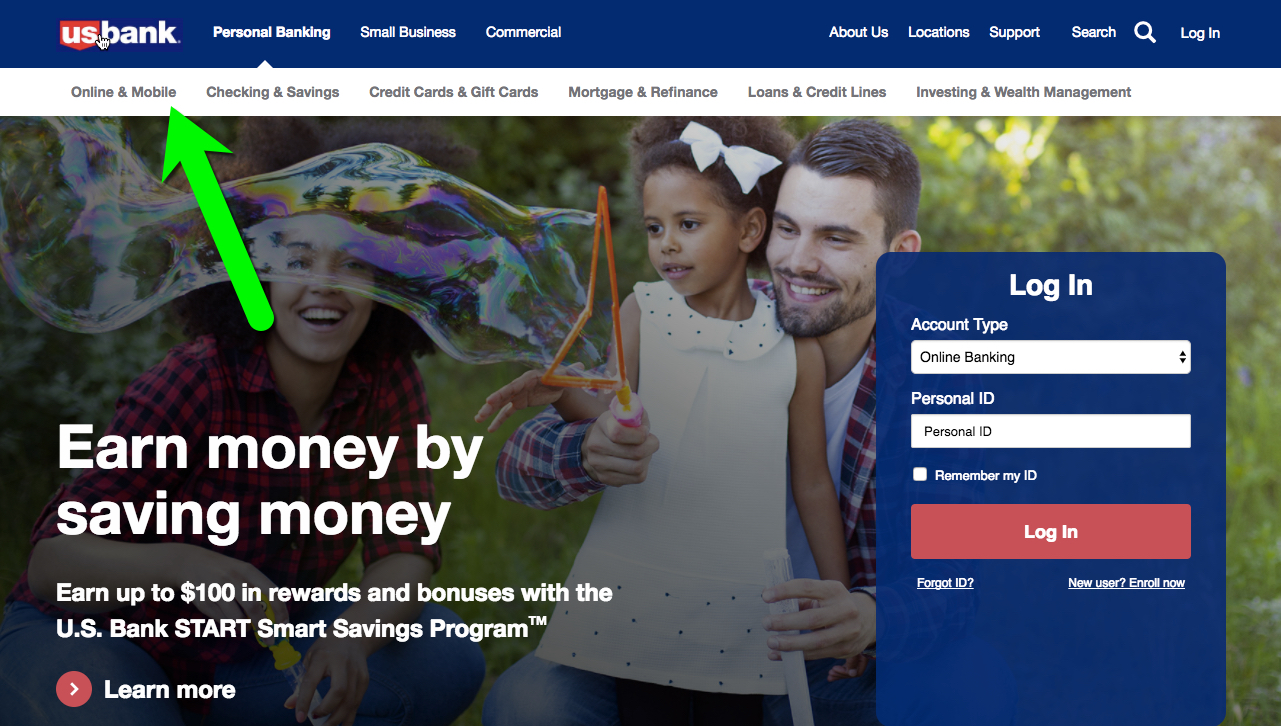 usbank.
Personal Banking Small Business Commercial About Us Locations Support Search Log In
Online & Mobile Checking & Savings Credit Cards & Gift Cards Mortgage & Refinance Loans & Credit Lines Investing & Wealth Management
Earn money by
saving money
Earn up to $100 in rewards and bonuses with the
U.S. Bank START Smart Savings Program™
Learn more
Log In
Account Type
Online Banking
Personal ID
Personal ID
Remember my ID
Log In
Forgot ID? New user? Enroll now